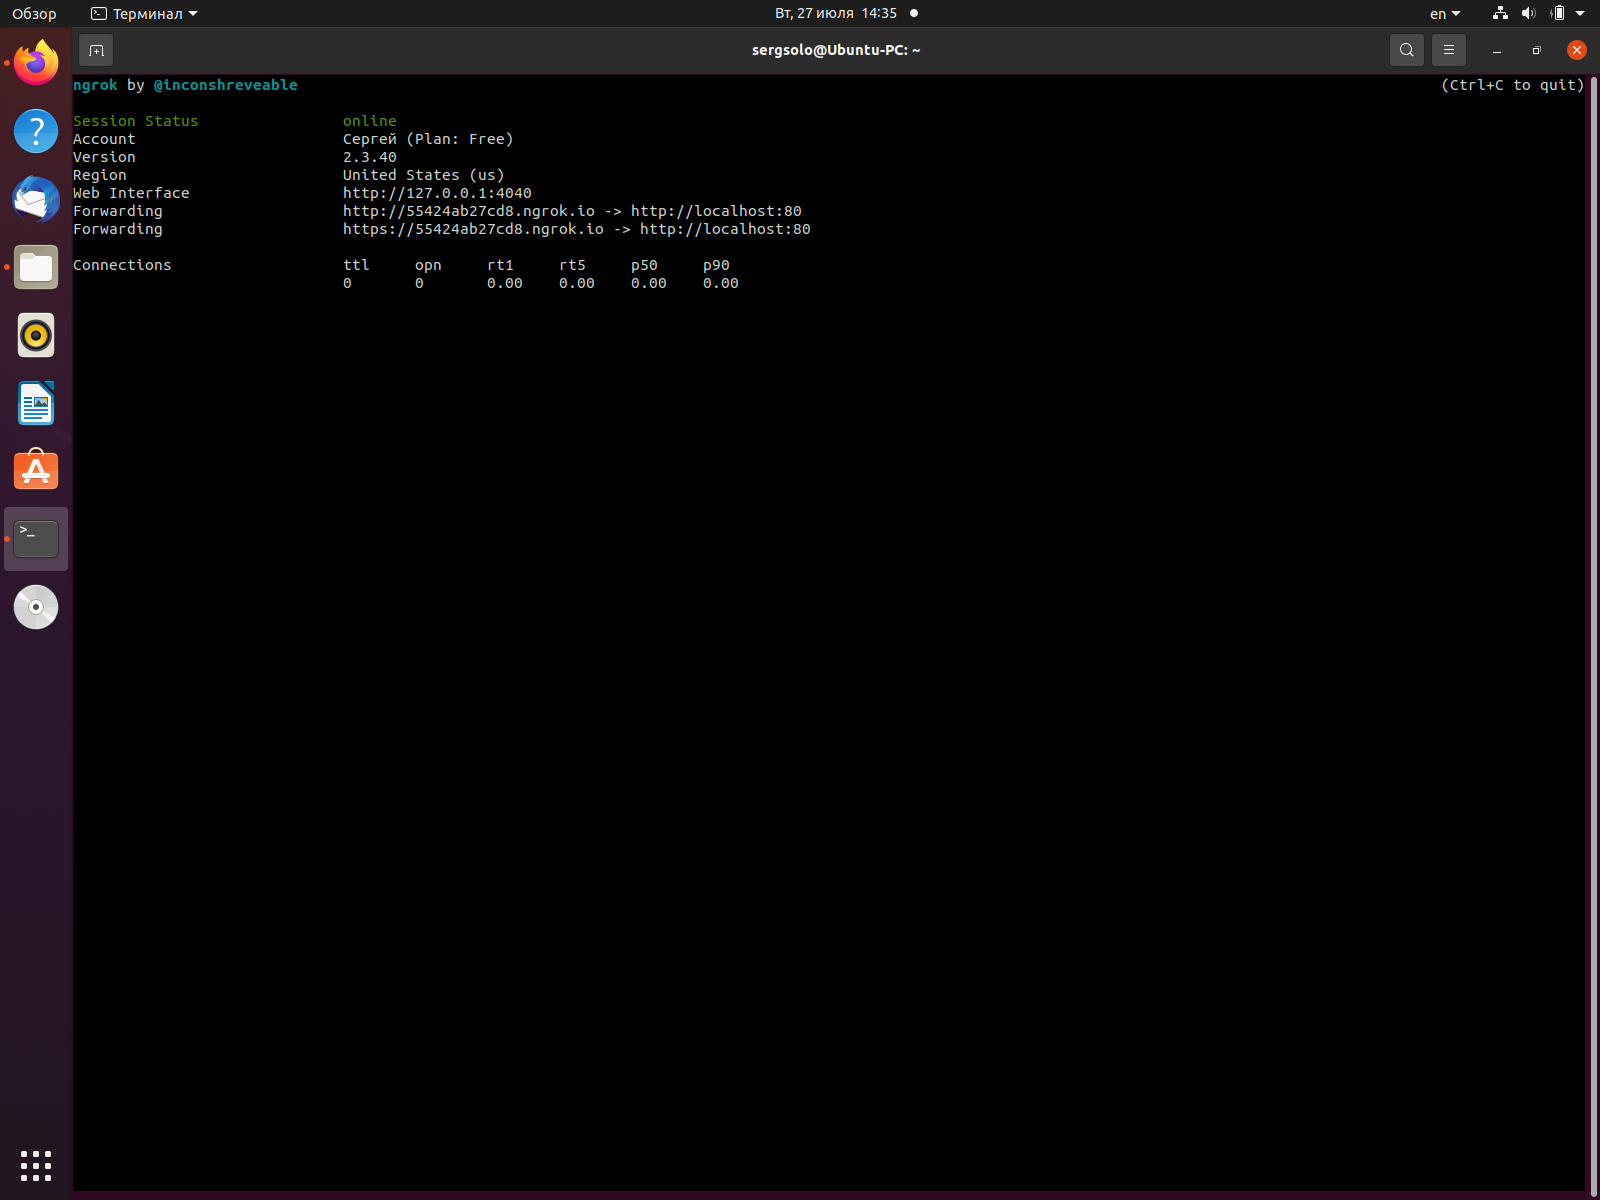 Обзор Терминал Вт, 27 июля 14:35 en
sergsolo@Ubuntu-PC: ~
ngrok by @inconshreveable (Ctrl+C to quit)
Session Status online
Account Сергей (Plan: Free)
Version 2.3.40
Region United States (us)
Web Interface http://127.0.0.1:4040
Forwarding http://55424ab27cd8.ngrok.io -> http://localhost:80
Forwarding https://55424ab27cd8.ngrok.io -> http://localhost:80
Connections ttl opn rt1 rt5 p50 p90
0 0 0.00 0.00 0.00 0.00